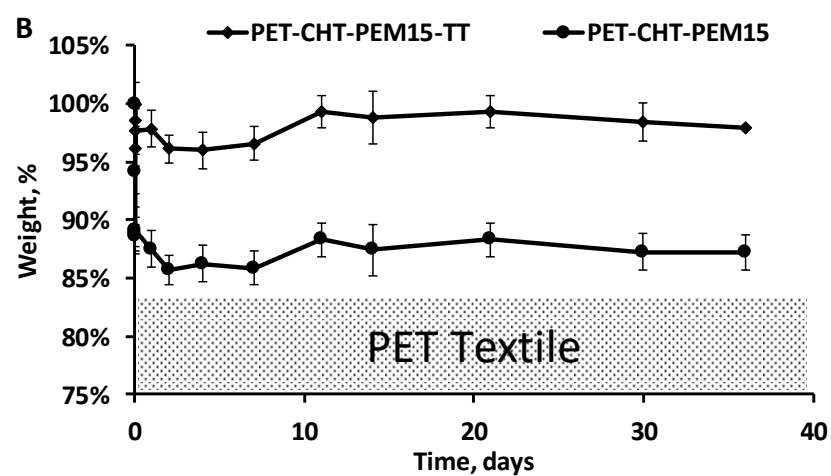 B
PET-CHT-PEM15-TT PET-CHT-PEM15
105%
100%
95%
90%
85%
80%
75%
Weight, %
PET Textile
0 10 20 30 40
Time, days